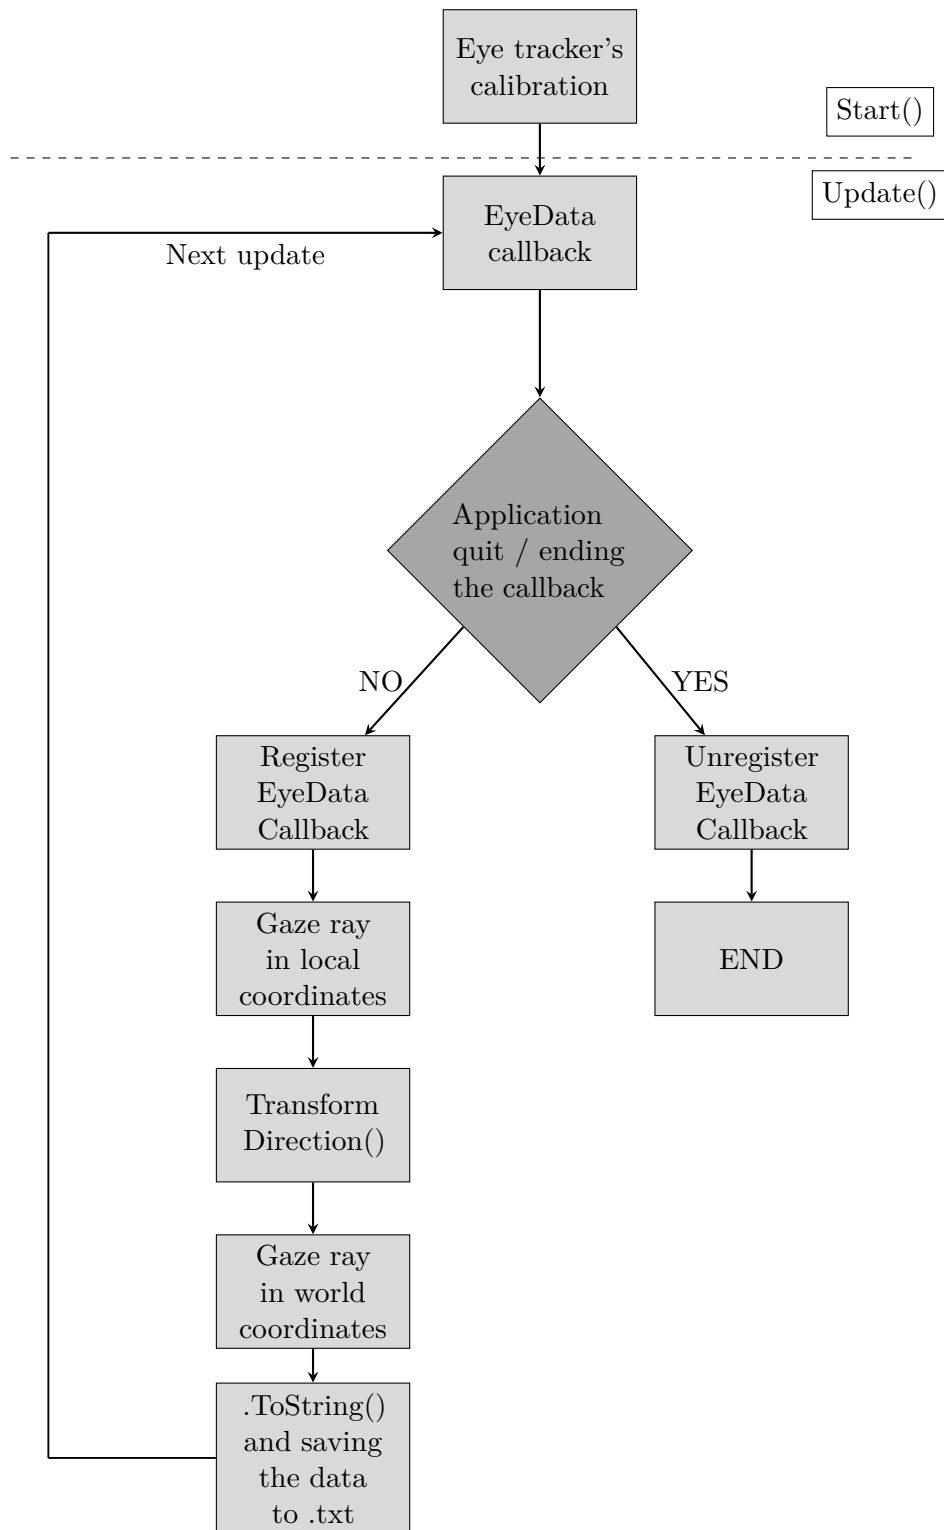 Eye tracker's
calibration
Start()
Update()
EyeData
callback
Next update
Application
quit / ending
the callback
NO
YES
Register
EyeData
Callback
Unregister
EyeData
Callback
Gaze ray
in local
coordinates
END
Transform
Direction()
Gaze ray
in world
coordinates
.ToString()
and saving
the data
to .txt